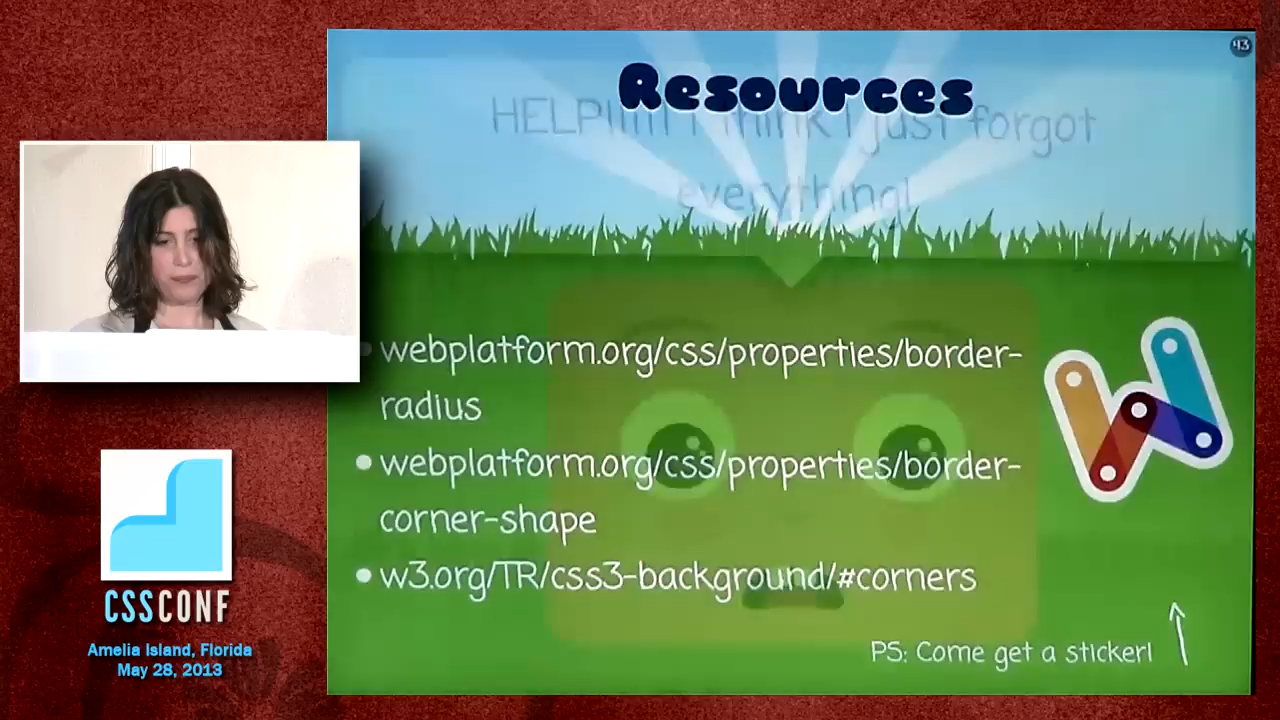 43
Resources
HELP!!!!! I think I just forgot
everything!
webplatform.org/css/properties/border-
radius
webpatform.org/css/properties/border-
corner-shape
w3.org/TR/css3-background/#corners
PS: Come get a sticker!
CSSCONF
Amelia Island, Florida
May 28, 2013